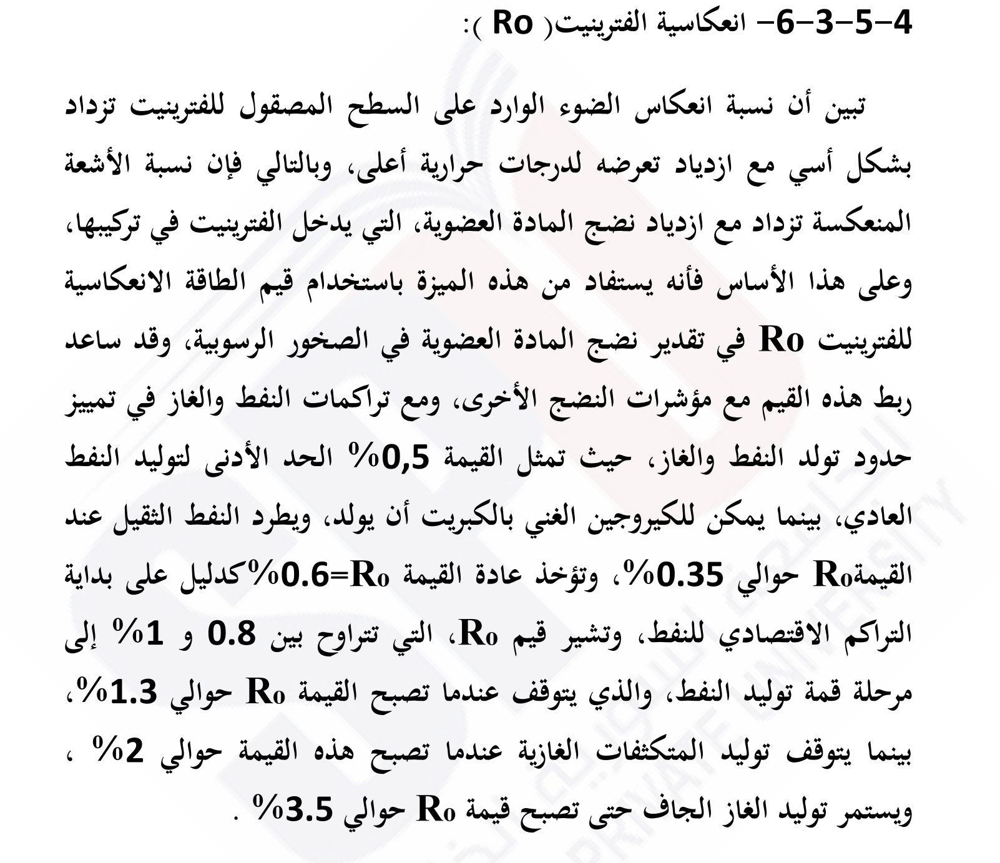 4-5-3-6- انعكاسية الفترينيت( Ro ):
تبين أن نسبة انعكاس الضوء الوارد على السطح المصقول للفترينيت تزداد
بشكل أسي مع ازدياد تعرضه لدرجات حرارية أعلى، وبالتالي فإن نسبة الأشعة
المنعكسة تزداد مع ازدياد نضج المادة العضوية، التي يدخل الفترينيت في تركيبها،
وعلى هذا الأساس فأنه يستفاد من هذه الميزة باستخدام قيم الطاقة الانعكاسية
للفترينيت Ro في تقدير نضج المادة العضوية في الصخور الرسوبية، وقد ساعد
ربط هذه القيم مع مؤشرات النضج الأخرى، ومع تراكمات النفط والغاز في تمييز
حدود تولد النفط والغاز، حيث تمثل القيمة 0,5% الحد الأدنى لتوليد النفط
العادي، بينما يمكن للكيروجين الغني بالكبريت أن يولد، ويطرد النفط الثقيل عند
القيمةRo حوالي 0.35%، وتؤخذ عادة القيمة Ro=0.6%كدليل على بداية
التراكم الاقتصادي للنفط، وتشير قيم Ro، التي تتراوح بين 0.8 و 1% إلى
مرحلة قمة توليد النفط، والذي يتوقف عندما تصبح القيمة Ro حوالي 1.3%،
بينما يتوقف توليد المتكثفات الغازية عندما تصبح هذه القيمة حوالي 2% ،
ويستمر توليد الغاز الجاف حتى تصبح قيمة Ro حوالي 3.5% .
الجامعة السورية
PRIVATE UNIVERSITY